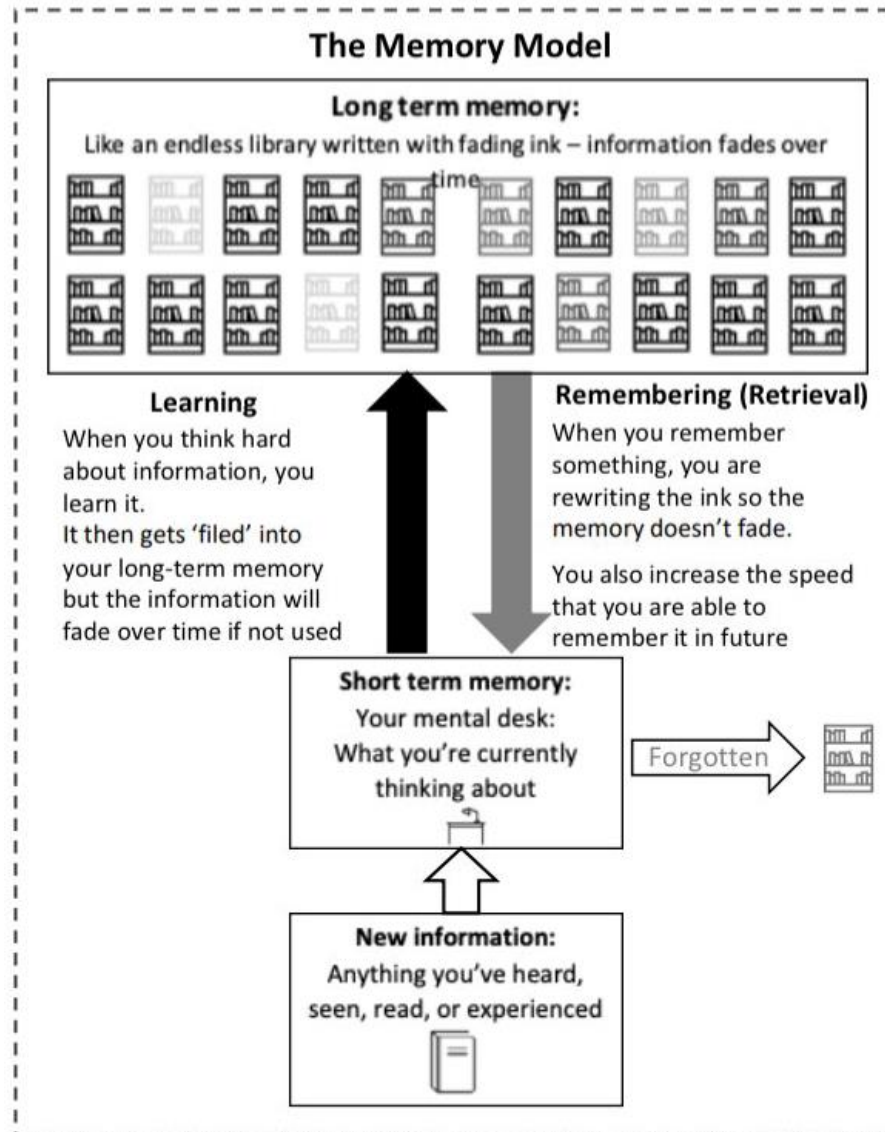 The Memory Model
Long term memory:
Like an endless library written with fading ink – information fades over
time
Learning
When you think hard
about information, you
learn it.
It then gets ‘filed’ into
your long-term memory
but the information will
fade over time if not used
Remembering (Retrieval)
When you remember
something, you are
rewriting the ink so the
memory doesn’t fade.
You also increase the speed
that you are able to
remember it in future
Short term memory:
Your mental desk:
What you’re currently
thinking about
Forgotten
New information:
Anything you’ve heard,
seen, read, or experienced